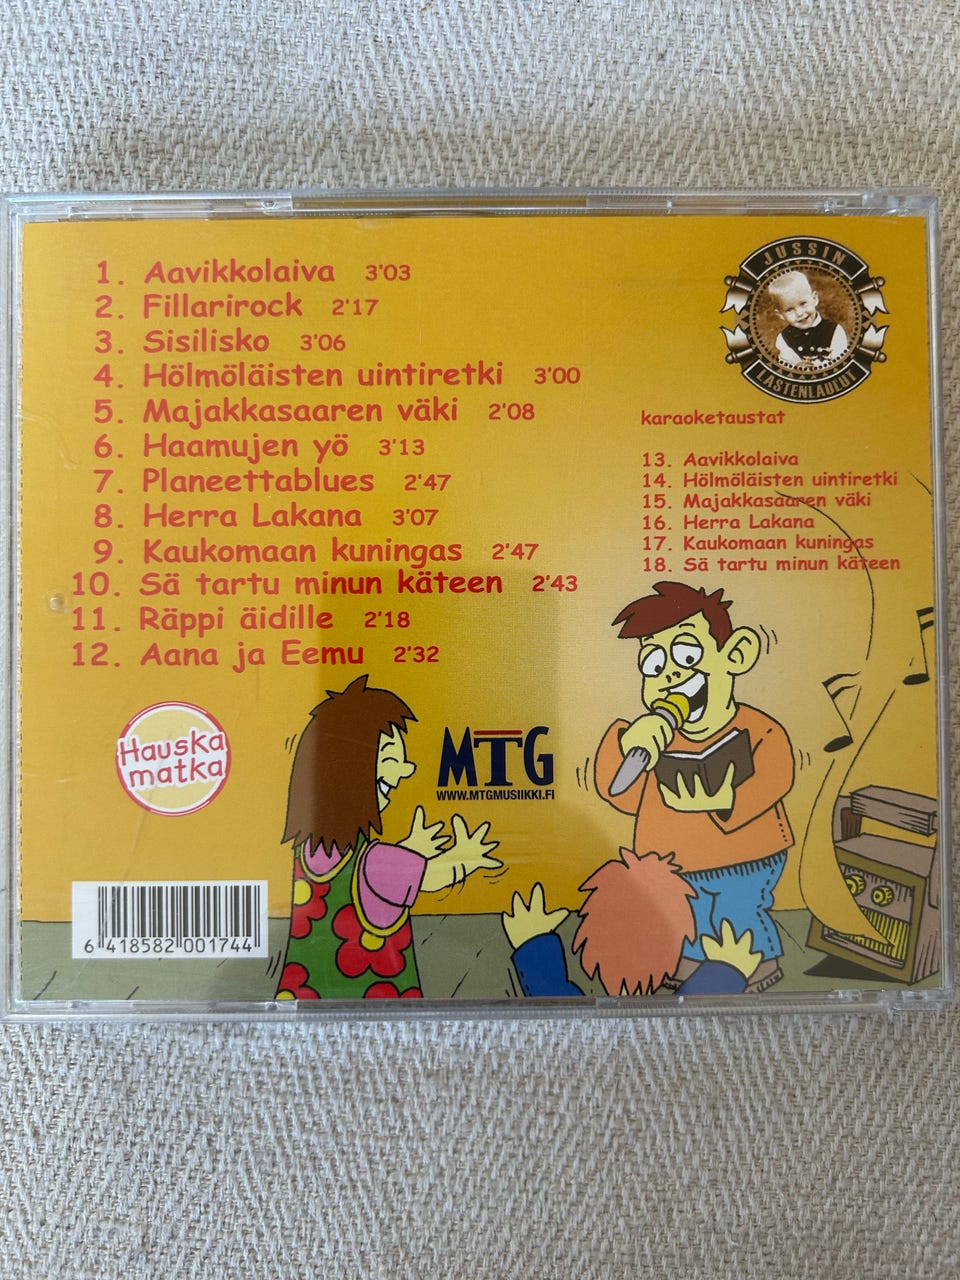 1. Aavikkolaiva 3'03
2. Fillarirock 2'17
3. Sisilisko 3'06
4. Hölmöläisten uintiretki 3'00
5. Majakkasaaren väki 2'08
6. Haamujen yö 3'13
7. Planeettablues 2'47
8. Herra Lakana 3'07
9. Kaukomaan kuningas 2'47
10. Sä tartu minun käteen 2'43
11. Räppi äidille 2'18
12. Aana ja Eemu 2'32
JUSSIN
LASTENLAULUT
karaoketaustat
13. Aavikkolaiva
14. Hölmöläisten uintiretki
15. Majakkasaaren väki
16. Herra Lakana
17. Kaukomaan kuningas
18. Sä tartu minun käteen
Hauska
matka
MTG
WWW.MTGMUSIIKKI.FI
6 418582 001744